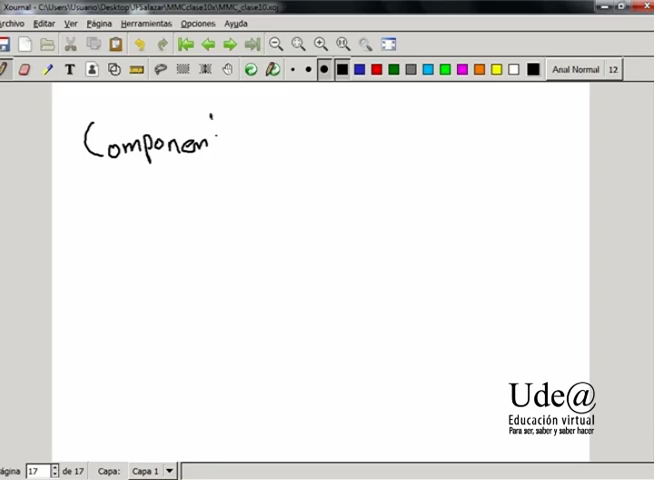 Xournal - C:\Users\Usuario\Desktop\JFSalazar\MMCclase10x\MMC_clase10.xoj
Archivo Editar Ver Página Herramientas Opciones Ayuda
T Anal Normal 12
Componen
Ude@
Educación virtual
Para ser, saber y saber hacer
Página 17 de 17 Capa: Capa 1